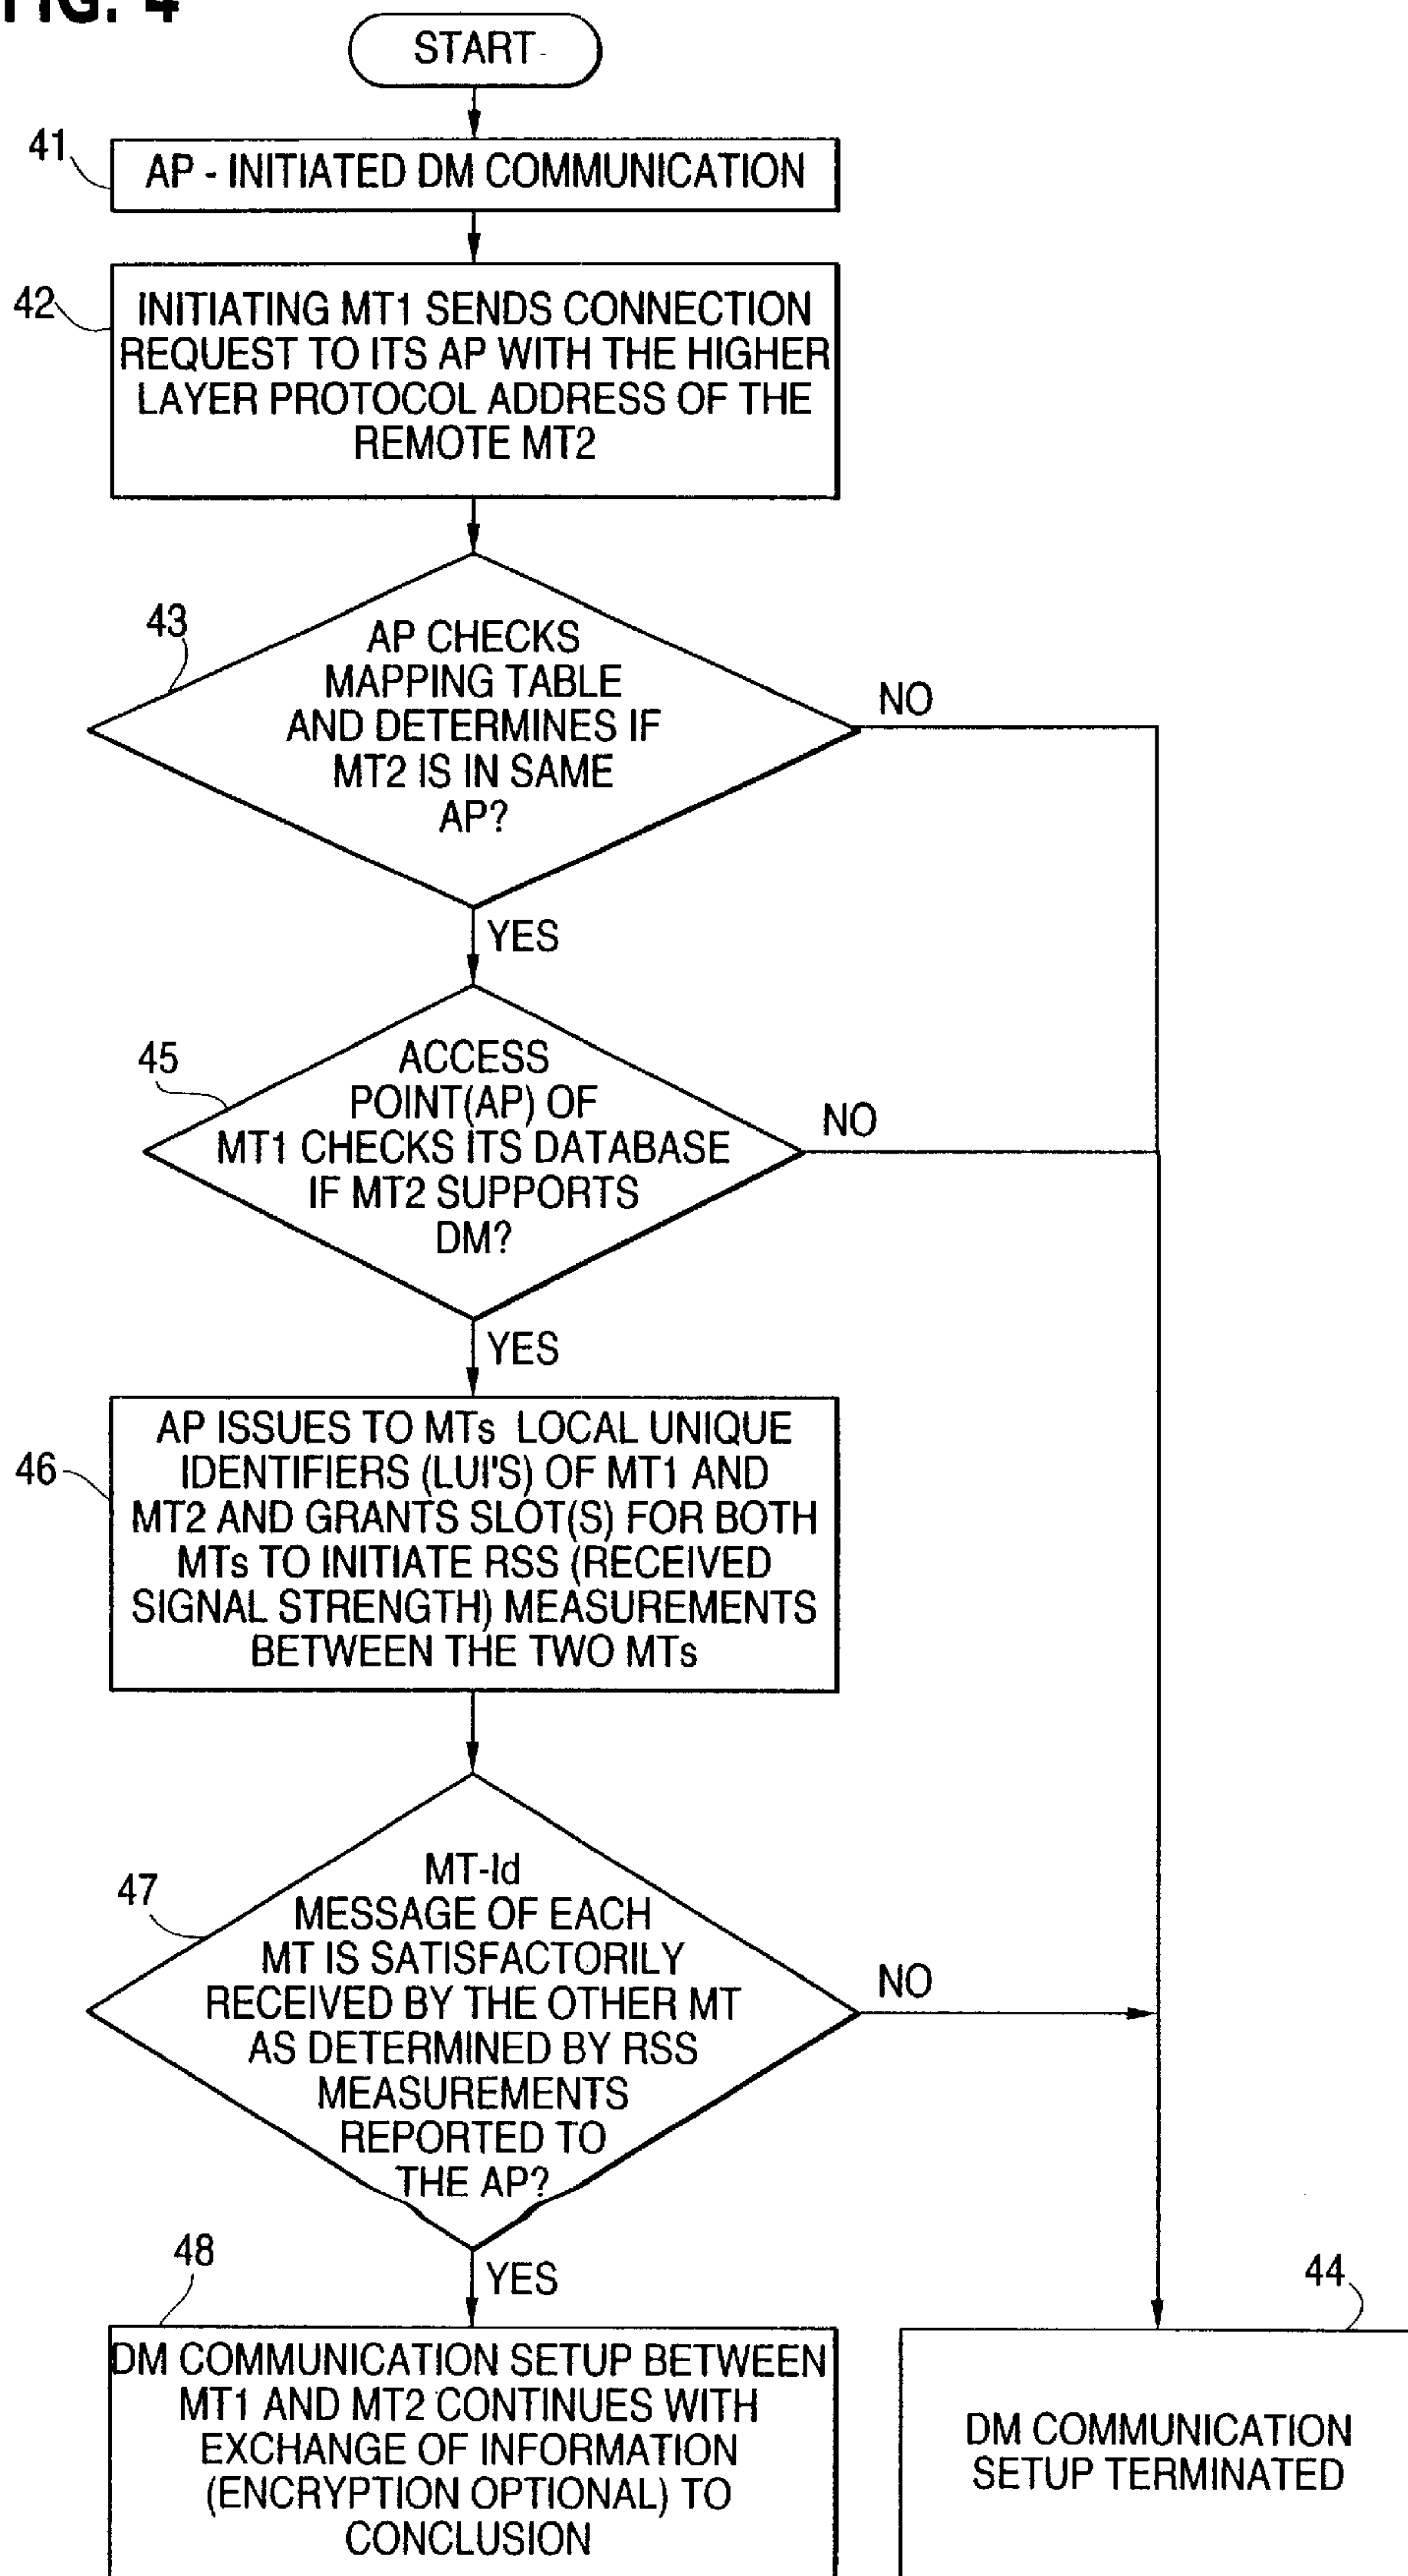 FIG. 4
START
41
AP - INITIATED DM COMMUNICATION
42
INITIATING MT1 SENDS CONNECTION
REQUEST TO ITS AP WITH THE HIGHER
LAYER PROTOCOL ADDRESS OF THE
REMOTE MT2
43
AP CHECKS
MAPPING TABLE
AND DETERMINES IF
MT2 IS IN SAME
AP?
NO
YES
45
ACCESS
POINT(AP) OF
MT1 CHECKS ITS DATABASE
IF MT2 SUPPORTS
DM?
NO
YES
46
AP ISSUES TO MTs LOCAL UNIQUE
IDENTIFIERS (LUI'S) OF MT1 AND
MT2 AND GRANTS SLOT(S) FOR BOTH
MTs TO INITIATE RSS (RECEIVED
SIGNAL STRENGTH) MEASUREMENTS
BETWEEN THE TWO MTs
47
MT-Id
MESSAGE OF EACH
MT IS SATISFACTORILY
RECEIVED BY THE OTHER MT
AS DETERMINED BY RSS
MEASUREMENTS
REPORTED TO
THE AP?
NO
YES
48
DM COMMUNICATION SETUP BETWEEN
MT1 AND MT2 CONTINUES WITH
EXCHANGE OF INFORMATION
(ENCRYPTION OPTIONAL) TO
CONCLUSION
44
DM COMMUNICATION
SETUP TERMINATED